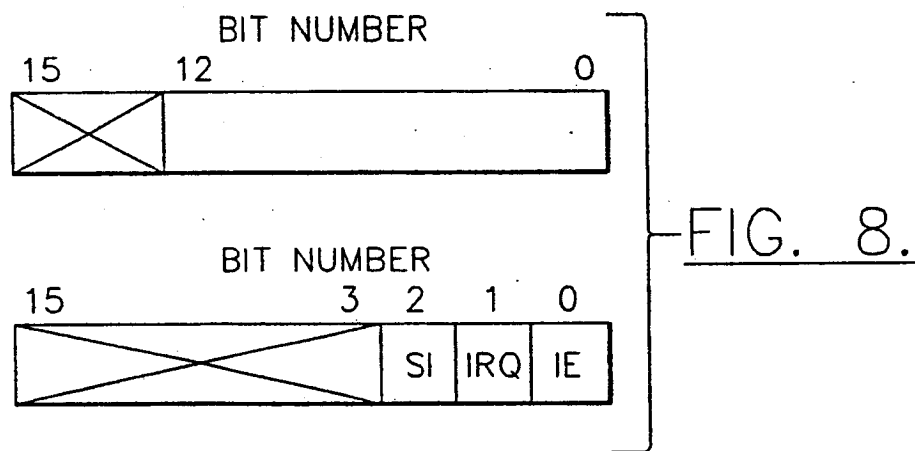 BIT NUMBER
15 12 0
FIG. 8.
BIT NUMBER
15 3 2 1 0
SI IRQ IE